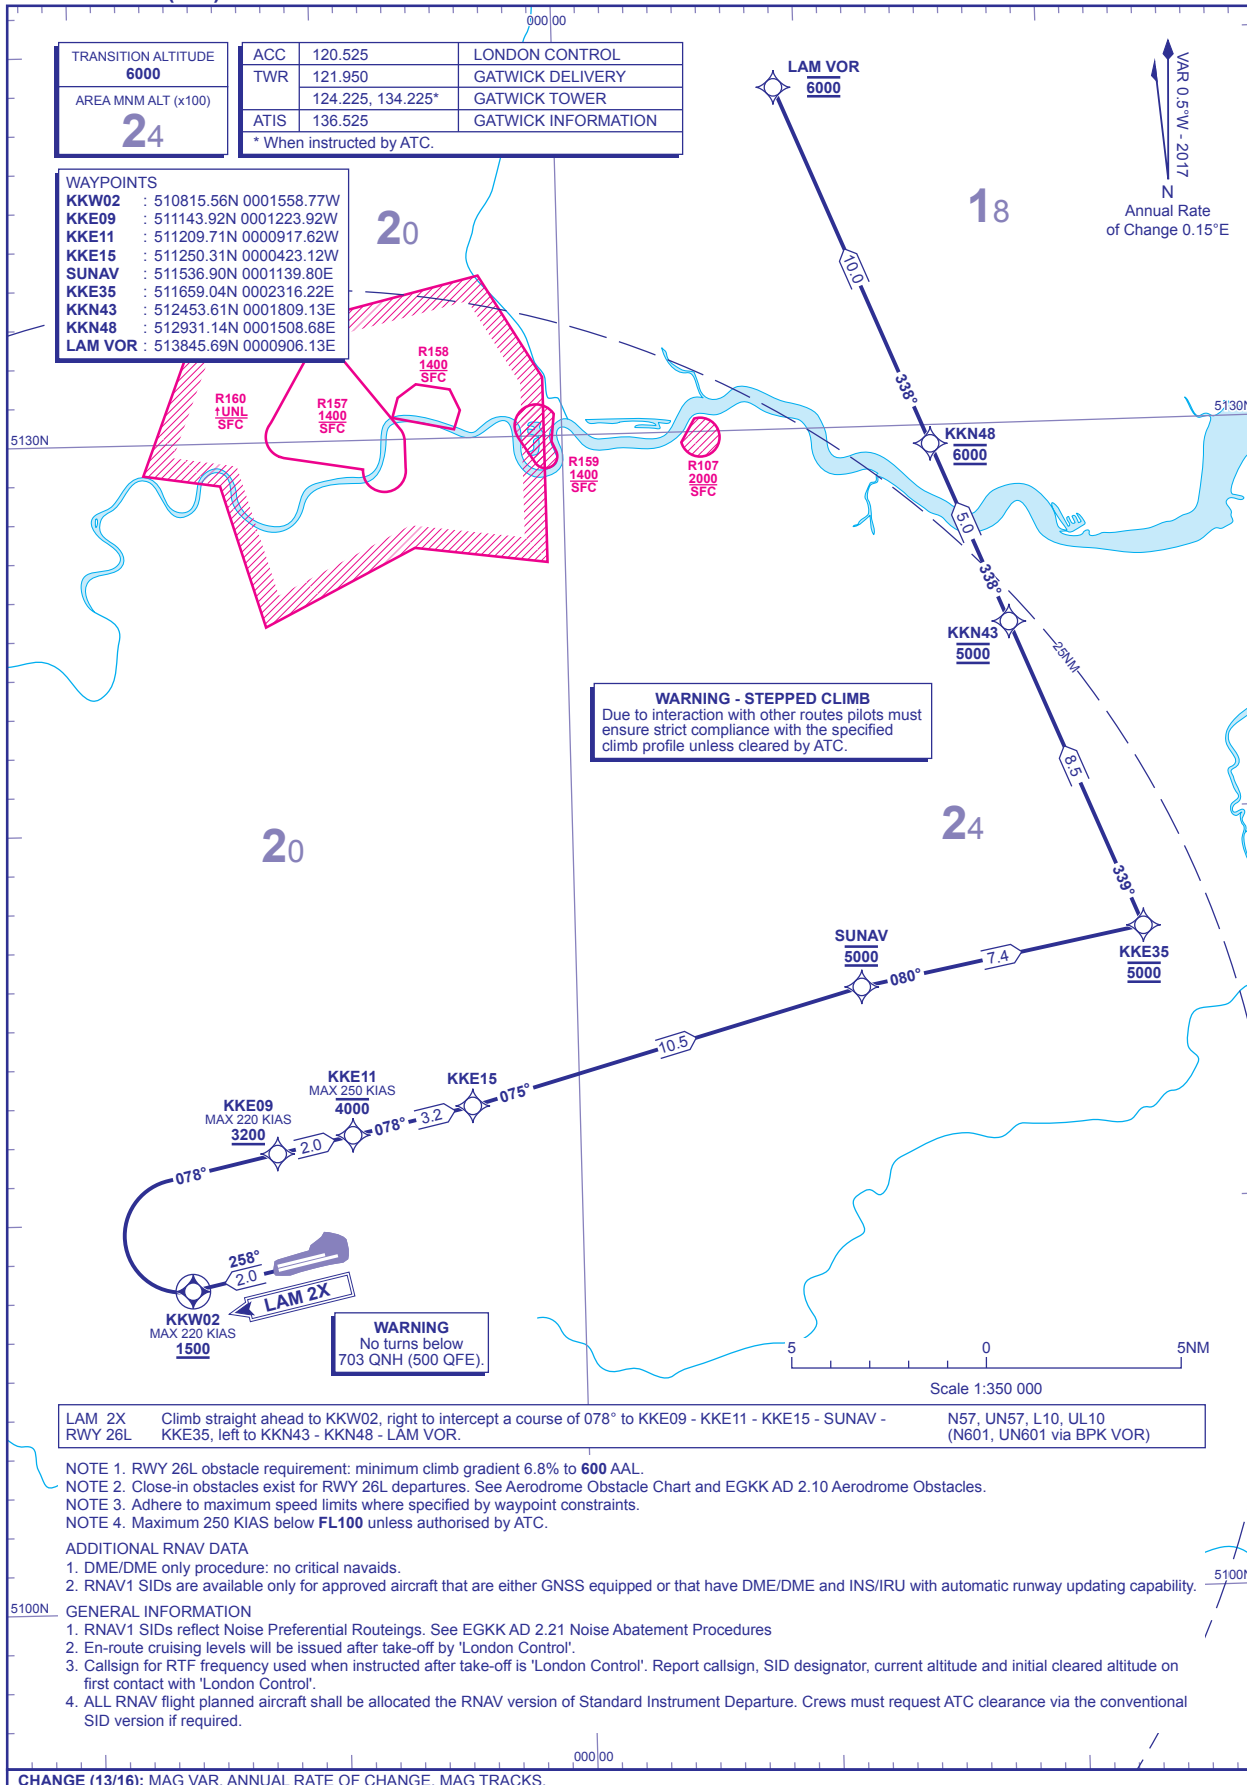 000 00
TRANSITION ALTITUDE
6000
AREA MNM ALT (x100)
24
ACC 120.525 LONDON CONTROL
TWR 121.950 GATWICK DELIVERY
124.225, 134.225* GATWICK TOWER
ATIS 136.525 GATWICK INFORMATION
* When instructed by ATC.
LAM VOR
6000
VAR 0.5°W - 2017
N
Annual Rate
of Change 0.15°E
WAYPOINTS
KKW02 : 510815.56N 0001558.77W
KKE09 : 511143.92N 0001223.92W
KKE11 : 511209.71N 0000917.62W
KKE15 : 511250.31N 0000423.12W
SUNAV : 511536.90N 0001139.80E
KKE35 : 511659.04N 0002316.22E
KKN43 : 512453.61N 0001809.13E
KKN48 : 512931.14N 0001508.68E
LAM VOR : 513845.69N 0000906.13E
20
18
10.0
338°
R158
1400
SFC
R160
↑UNL
SFC
R157
1400
SFC
5130N
5130N
R159
1400
SFC
R107
2000
SFC
KKN48
6000
5.0
338°
KKN43
5000
25NM
WARNING - STEPPED CLIMB
Due to interaction with other routes pilots must
ensure strict compliance with the specified
climb profile unless cleared by ATC.
8.5
20
24
339°
SUNAV
5000
080°
7.4
KKE35
5000
10.5
KKE11
MAX 250 KIAS
4000
KKE15
075°
KKE09
MAX 220 KIAS
3200
2.0
078°
3.2
078°
258°
2.0
LAM 2X
KKW02
MAX 220 KIAS
1500
WARNING
No turns below
703 QNH (500 QFE).
5 0 5NM
Scale 1:350 000
LAM 2X Climb straight ahead to KKW02, right to intercept a course of 078° to KKE09 - KKE11 - KKE15 - SUNAV - N57, UN57, L10, UL10
RWY 26L KKE35, left to KKN43 - KKN48 - LAM VOR. (N601, UN601 via BPK VOR)
NOTE 1. RWY 26L obstacle requirement: minimum climb gradient 6.8% to 600 AAL.
NOTE 2. Close-in obstacles exist for RWY 26L departures. See Aerodrome Obstacle Chart and EGKK AD 2.10 Aerodrome Obstacles.
NOTE 3. Adhere to maximum speed limits where specified by waypoint constraints.
NOTE 4. Maximum 250 KIAS below FL100 unless authorised by ATC.
ADDITIONAL RNAV DATA
1. DME/DME only procedure: no critical navaids.
2. RNAV1 SIDs are available only for approved aircraft that are either GNSS equipped or that have DME/DME and INS/IRU with automatic runway updating capability.
5100N
5100N
GENERAL INFORMATION
1. RNAV1 SIDs reflect Noise Preferential Routeings. See EGKK AD 2.21 Noise Abatement Procedures
2. En-route cruising levels will be issued after take-off by 'London Control'.
3. Callsign for RTF frequency used when instructed after take-off is 'London Control'. Report callsign, SID designator, current altitude and initial cleared altitude on
first contact with 'London Control'.
4. ALL RNAV flight planned aircraft shall be allocated the RNAV version of Standard Instrument Departure. Crews must request ATC clearance via the conventional
SID version if required.
000 00
CHANGE (13/16): MAG VAR. ANNUAL RATE OF CHANGE. MAG TRACKS.